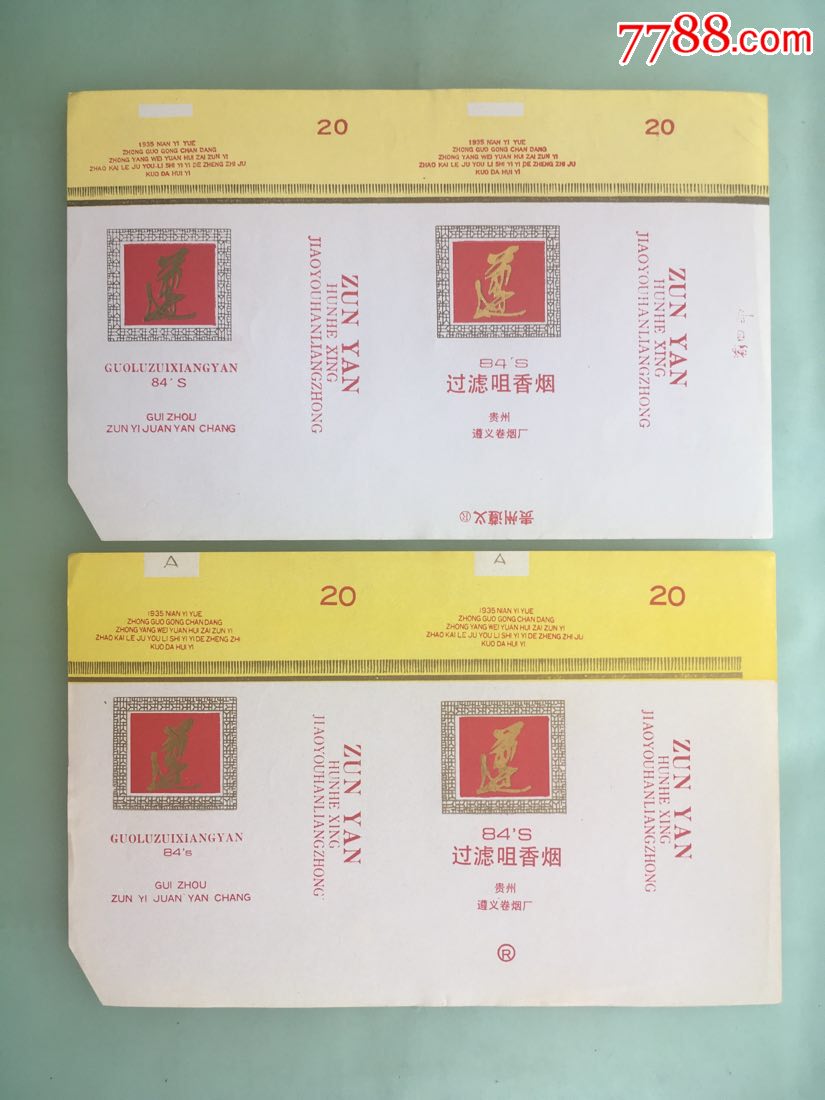 7788.com
20
20
1935 NIAN YI YUE
ZHONG GUO GONG CHAN DANG
ZHONG YANG WEI YUAN HUI ZAI ZUN YI
ZHAO KAI LE JU YOU LI SHI YI YI DE ZHENG ZHI JU
KUO DA HUI YI
1935 NIAN YI YUE
ZHONG GUO GONG CHAN DANG
ZHONG YANG WEI YUAN HUI ZAI ZUN YI
ZHAO KAI LE JU YOU LI SHI YI YI DE ZHENG ZHI JU
KUO DA HUI YI
遵
GUOLUZUIXIANGYAN
84'S
GUI ZHOU
ZUN YI JUAN YAN CHANG
ZUN YAN
HUNHE XING
JIAOYOUHANLIANGZHONG
遵
84'S
过滤咀香烟
贵州
遵义卷烟厂
贵州遵义®
ZUN YAN
HUNHE XING
JIAOYOUHANLIANGZHONG
A
A
20
20
1935 NIAN YI YUE
ZHONG GUO GONG CHAN DANG
ZHONG YANG WEI YUAN HUI ZAI ZUN YI
ZHAO KAI LE JU YOU LI SHI YI YI DE ZHENG ZHI
KUO DA HUI YI
1935 NIAN YI YUE
ZHONG GUO GONG CHAN DANG
ZHONG YANG WEI YUAN HUI ZAI ZUN YI
ZHAO KAI LE JU YOU LI SHI YI YI DE ZHENG ZHI JU
KUO DA HUI YI
遵
GUOLUZUIXIANGYAN
84's
GUI ZHOU
ZUN YI JUAN YAN CHANG
ZUN YAN
HUNHE XING
JIAOYOUHANLIANGZHONG
遵
84'S
过滤咀香烟
贵州
遵义卷烟厂
®
ZUN YAN
HUNHE XING
JIAOYOUHANLIANGZHONG